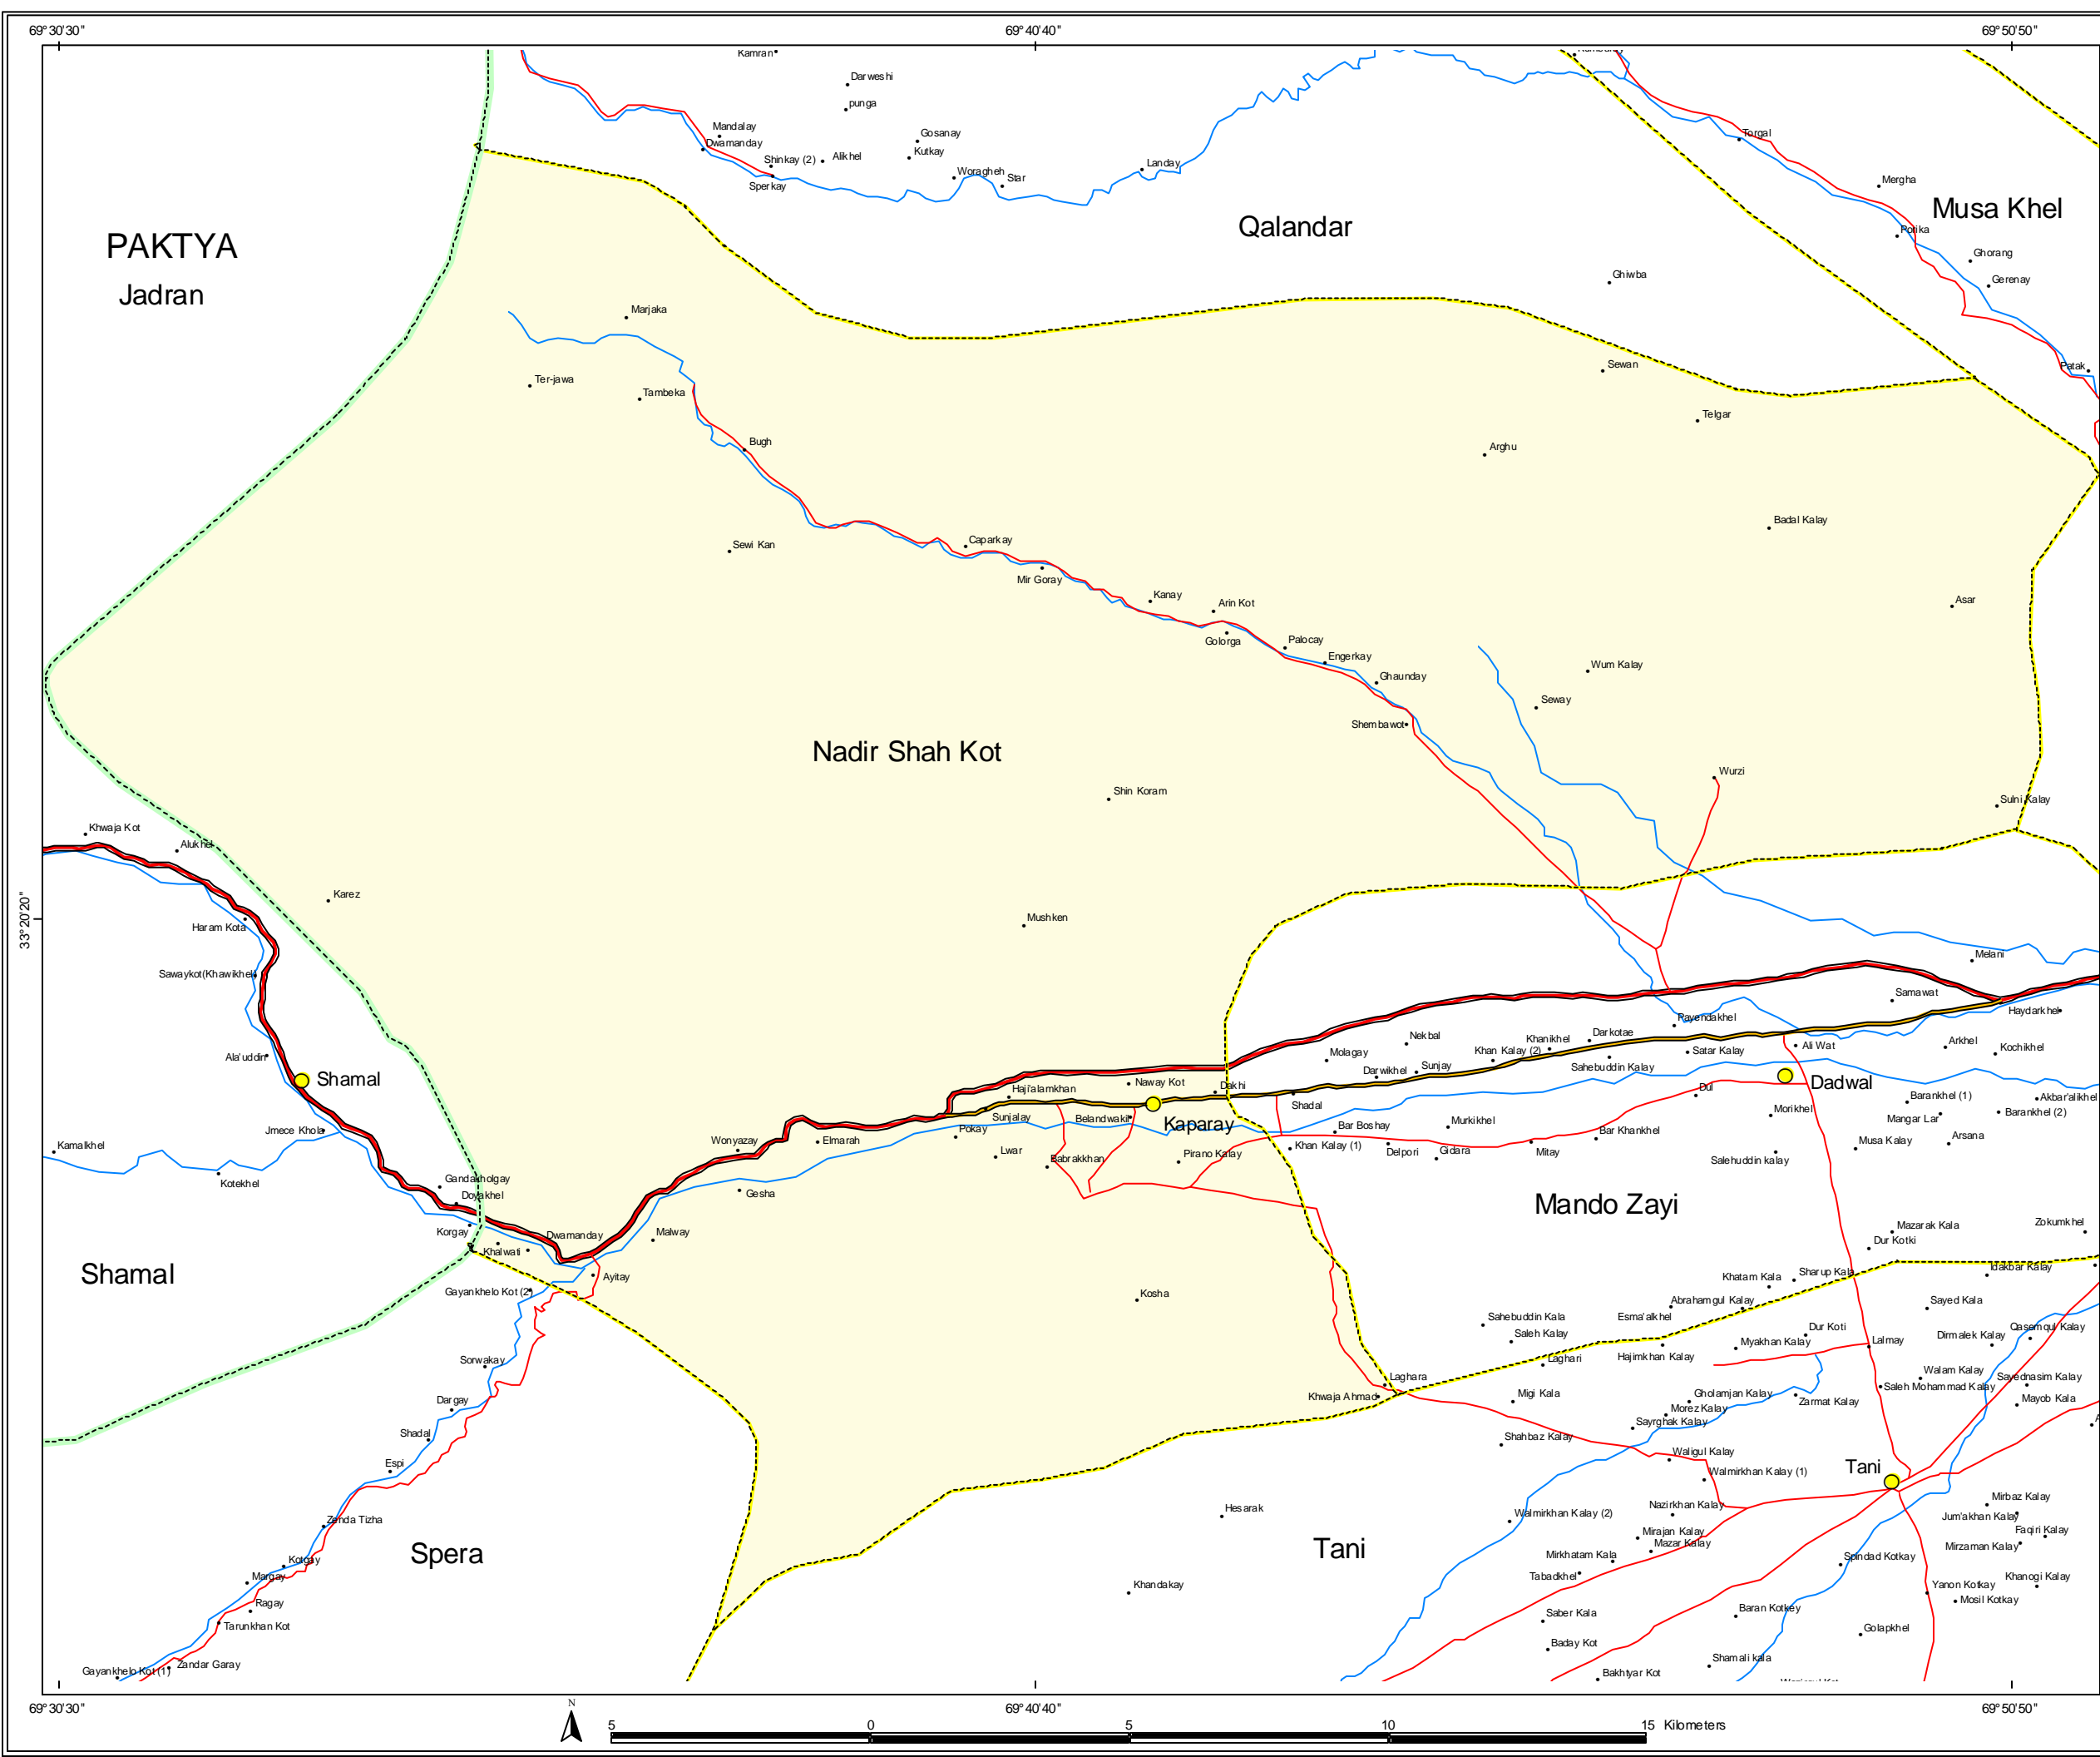 69°30'30"
69°40'40"
69°50'50"
Kamran
Darweshi
punga
Mandalay
Dwamanday
Gosanay
Kutkay
Shinkay (2)
Alikhel
Sperkay
Woragheh
Star
Landay
Torgal
Mergha
Musa Khel
Qalandar
Potika
PAKTYA
Jadran
Ghorang
Gerenay
Ghiwba
Marjaka
Patak
Sewan
Ter-jawa
Tambeka
Telgar
Bugh
Arghu
Badal Kalay
Sewi Kan
Caparkay
Mir Goray
Kanay
Arin Kot
Asar
Golorga
Palocay
Engerkay
Wum Kalay
Ghaunday
Seway
Shembawot
Nadir Shah Kot
Wurzi
Shin Koram
Sulni Kalay
Khwaja Kot
Alukhel
Karez
33°20'20"
Haram Kota
Mushken
Melani
Sawaykot(Khawikhel)
Samawat
Haydarkhel
Payendakhel
Nekbal
Khanikhel
Darkotae
Ali Wat
Arkhel
Kochikhel
Ala'uddin
Molagay
Khan Kalay (2)
Satar Kalay
Sahebuddin Kalay
Shamal
Darwikhel
Sunjay
Dadwal
Naway Kot
Haji'alamkhan
Dakhi
Dul
Shadal
Barankhel (1)
Akbar'alikhel
Sunjalay
Belandwakil
Kaparay
Morikhel
Mangar Lar
Barankhel (2)
Jmece Khola
Pokay
Murkikhel
Bar Boshay
Bar Khankhel
Arsana
Musa Kalay
Kamalkhel
Wonyazay
Elmarah
Lwar
Babrakkhan
Pirano Kalay
Khan Kalay (1)
Delpori
Gidara
Mitay
Salehuddin kalay
Kotekhel
Gandakholgay
Doyakhel
Gesha
Mando Zayi
Korgay
Khalwati
Dwamanday
Malway
Mazarak Kala
Zokumkhel
Dur Kotki
Shamal
Ayitay
Gayankhelo Kot (2)
Kosha
Khatam Kala
Sharup Kala
Idakbar Kalay
Abrahamgul Kalay
Esma'alkhel
Sayed Kala
Sahebuddin Kala
Saleh Kalay
Dur Koti
Hajimkhan Kalay
Myakhan Kalay
Lalmay
Dirmalek Kalay
Qasemqul Kalay
Sorwakay
Laghari
Walam Kalay
Laghara
Khwaja Ahmad
Migi Kala
Gholamjan Kalay
Zarmat Kalay
Saleh Mohammad Kalay
Sayednasim Kalay
Mayob Kala
Dargay
Morez Kalay
Sayrghak Kalay
Shadal
Shahbaz Kalay
Waligul Kalay
Espi
Walmirkhan Kalay (1)
Tani
Hesarak
Walmirkhan Kalay (2)
Nazirkhan Kalay
Mirbaz Kalay
Jum'akhan Kalay
Zenda Tizha
Faqiri Kalay
Mirajan Kalay
Mazar Kalay
Mirzaman Kalay
Spera
Tani
Kotgay
Mirkhatam Kala
Tabadkhel
Spindad Kotkay
Margay
Khandakay
Yanon Kotkay
Khanogi Kalay
Mosil Kotkay
Ragay
Tarunkhan Kot
Saber Kala
Baran Kotkey
Golapkhel
Baday Kot
Gayankhelo Kot (1)
Zandar Garay
Shamali kala
Bakhtyar Kot
69°30'30"
69°40'40"
69°50'50"
N
5 0 5 10 15 Kilometers